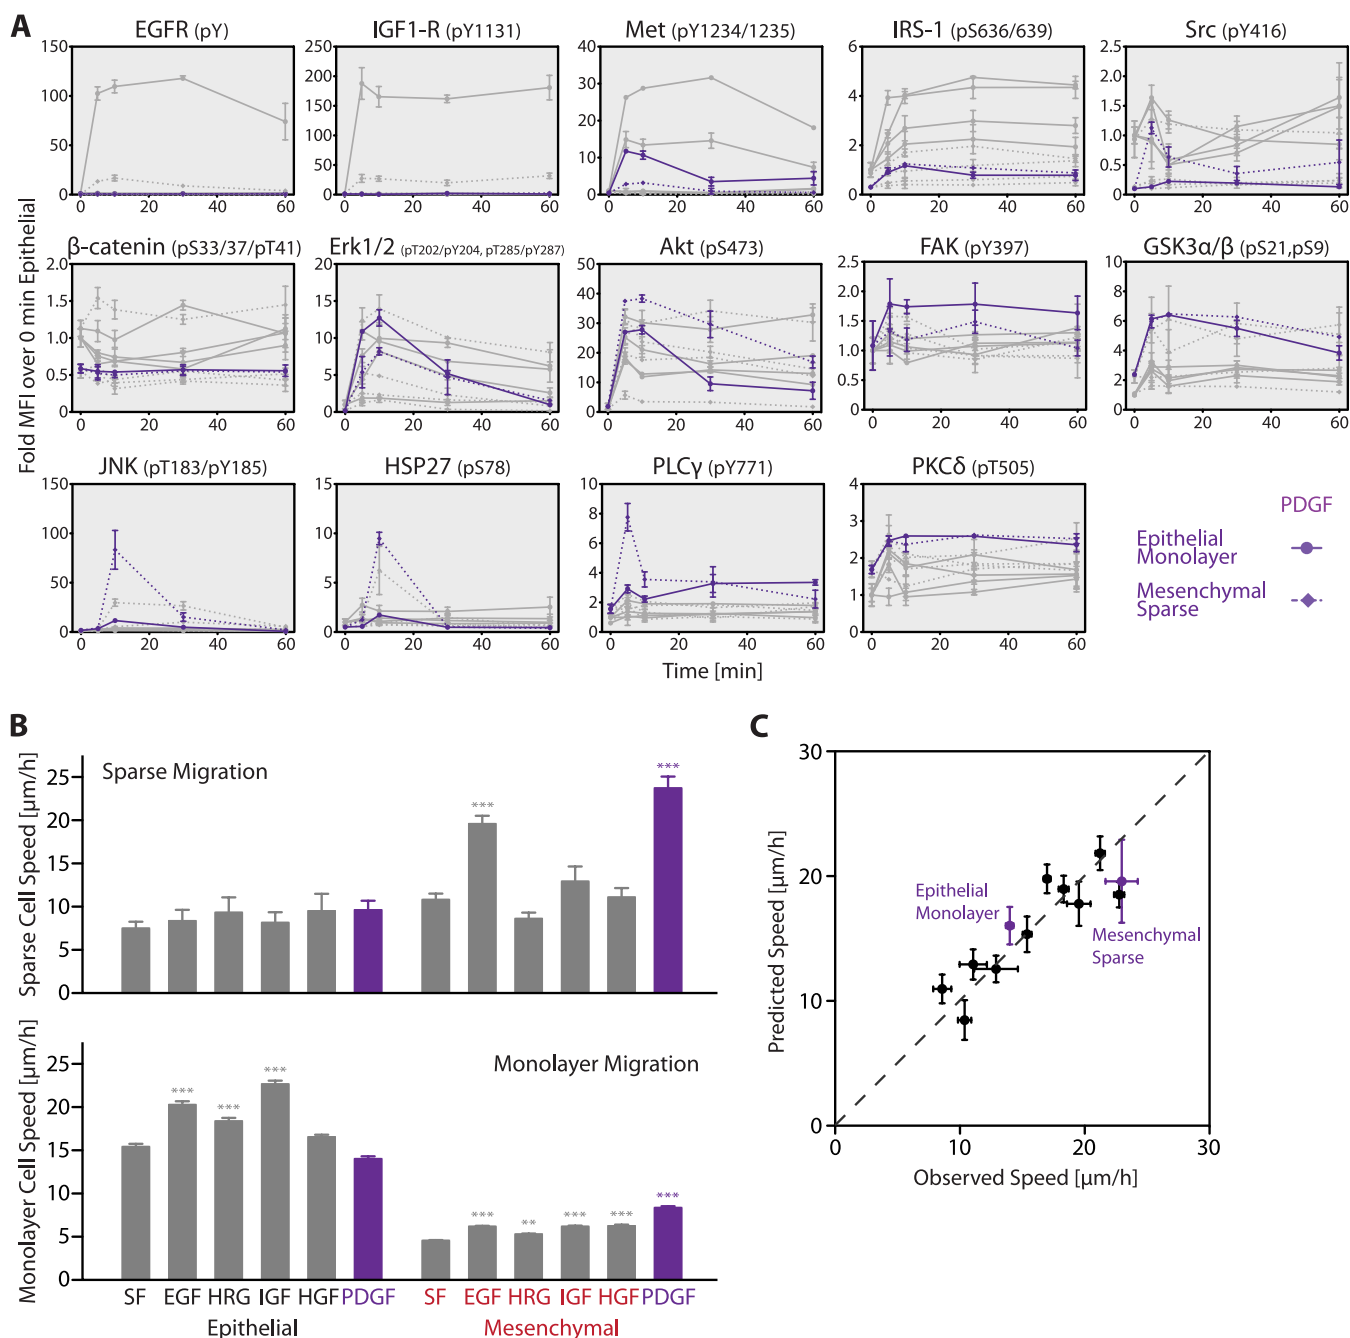 A
EGFR (pY)
IGF1-R (pY1131)
Met (pY1234/1235)
IRS-1 (pS636/639)
Src (pY416)
150
100
50
0
0 20 40 60
250
200
150
100
50
0
0 20 40 60
40
30
20
10
0
0 20 40 60
6
4
2
0
0 20 40 60
2.5
2.0
1.5
1.0
0.5
0
0 20 40 60
Fold MFI over 0 min Epithelial
β-catenin (pS33/37/pT41)
Erk1/2 (pT202/pY204, pT285/pY287)
Akt (pS473)
FAK (pY397)
GSK3α/β (pS21,pS9)
2.0
1.5
1.0
0.5
0
0 20 40 60
20
15
10
5
0
0 20 40 60
50
40
30
20
10
0
0 20 40 60
2.5
2.0
1.5
1.0
0.5
0
0 20 40 60
10
8
6
4
2
0
0 20 40 60
JNK (pT183/pY185)
HSP27 (pS78)
PLCγ (pY771)
PKCδ (pT505)
150
100
50
0
0 20 40 60
15
10
5
0
0 20 40 60
10
8
6
4
2
0
0 20 40 60
4
3
2
1
0
0 20 40 60
PDGF
Epithelial
Monolayer
Mesenchymal
Sparse
Time [min]
B
Sparse Migration
Sparse Cell Speed [μm/h]
25
20
15
10
5
0
***
***
Monolayer Migration
Monolayer Cell Speed [μm/h]
25
20
15
10
5
0
***
***
***
***
**
***
***
***
SF EGF HRG IGF HGF PDGF SF EGF HRG IGF HGF PDGF
Epithelial Mesenchymal
C
Predicted Speed [μm/h]
30
20
10
0
Epithelial
Monolayer
Mesenchymal
Sparse
0 10 20 30
Observed Speed [μm/h]